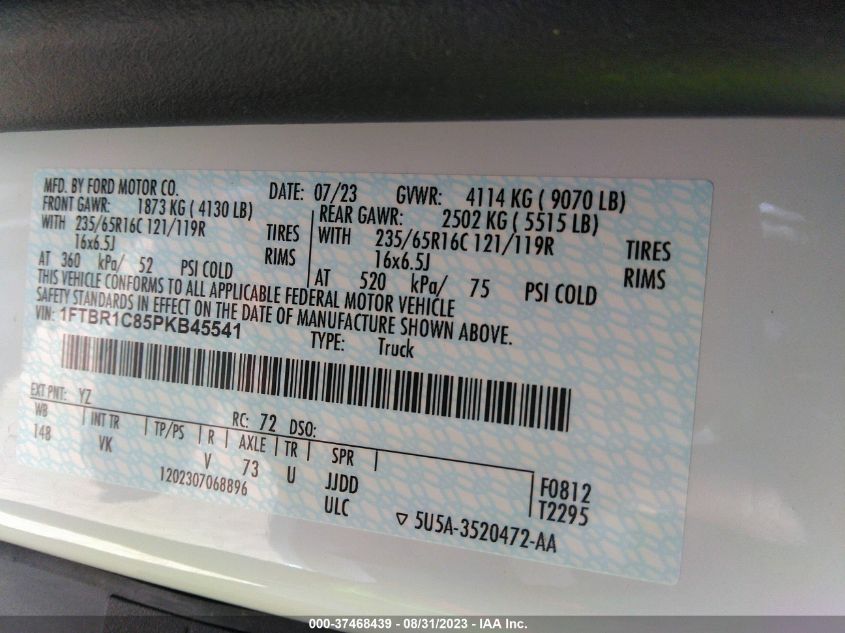 MFD. BY FORD MOTOR CO. DATE: 07/23 GVWR: 4114 KG ( 9070 LB)
FRONT GAWR: 1873 KG ( 4130 LB) REAR GAWR: 2502 KG ( 5515 LB)
WITH 235/65R16C 121/119R TIRES WITH 235/65R16C 121/119R TIRES
16x6.5J RIMS 16x6.5J RIMS
AT 360 kPa/ 52 PSI COLD AT 520 kPa/ 75 PSI COLD
THIS VEHICLE CONFORMS TO ALL APPLICABLE FEDERAL MOTOR VEHICLE
SAFETY STANDARDS IN EFFECT ON THE DATE OF MANUFACTURE SHOWN ABOVE.
VIN: 1FTBR1C85PKB45541
TYPE: Truck
EXT PNT: YZ RC: 72 DSO:
WB INT TR TP/PS R AXLE TR SPR
148 VK V 73 U JJDD
1202307068896 ULC
F0812
T2295
▽ 5U5A-3520472-AA
000-37468439 - 08/31/2023 - IAA Inc.